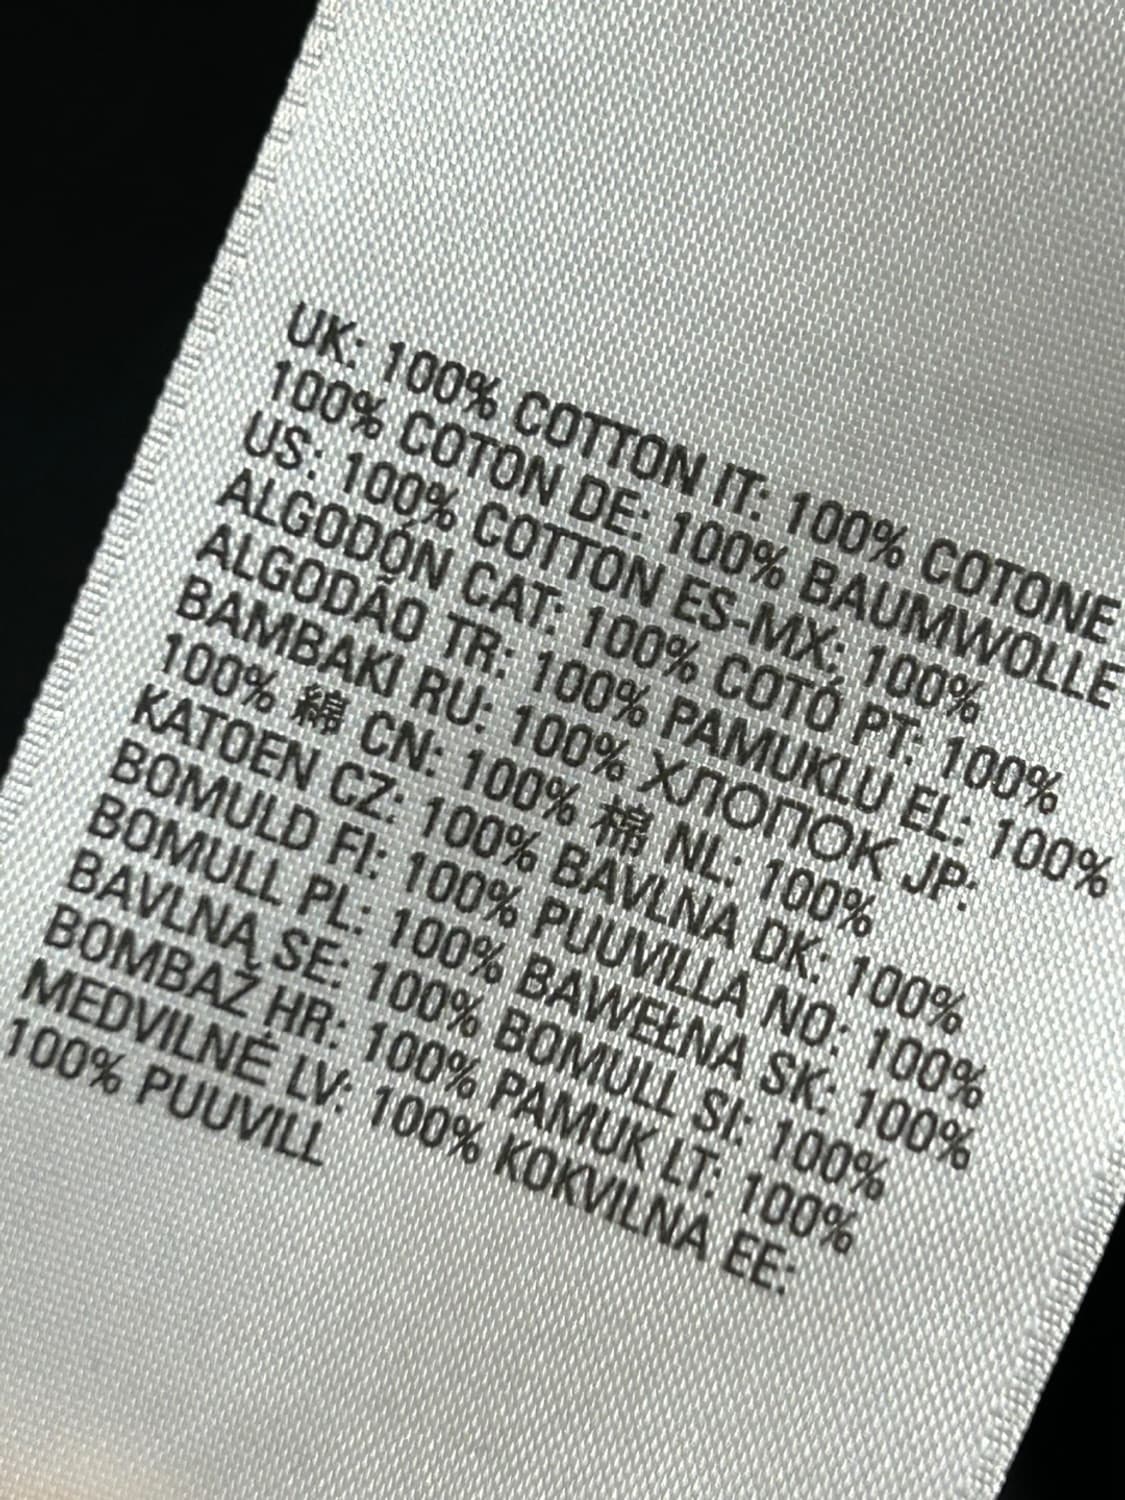 UK: 100% COTTON IT: 100% COTONE
100% COTON DE: 100% BAUMWOLLE
US: 100% COTTON ES-MX: 100%
ALGODÓN CAT: 100% COTÓ PT: 100%
ALGODÃO TR: 100% PAMUKLU EL: 100%
BAMBAKI RU: 100% ХЛОПОК JP:
100% 綿 CN: 100% 棉 NL: 100%
KATOEN CZ: 100% BAVLNA DK: 100%
BOMULD FI: 100% PUUVILLA NO: 100%
BOMULL PL: 100% BAWEŁNA SK: 100%
BAVLNA SE: 100% BOMULL SI: 100%
BOMBAŽ HR: 100% PAMUK LT: 100%
MEDVILNĖ LV: 100% KOKVILNA EE:
100% PUUVILL